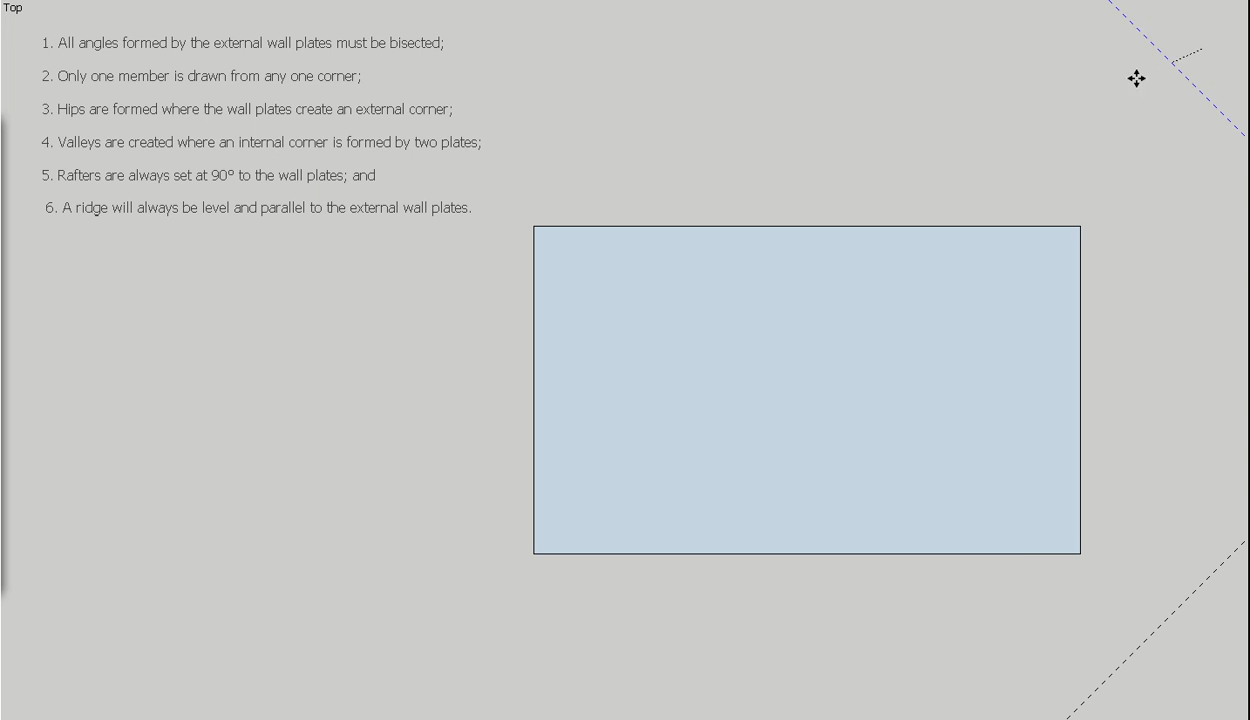 Top
1. All angles formed by the external wall plates must be bisected;
2. Only one member is drawn from any one corner;
3. Hips are formed where the wall plates create an external corner;
4. Valleys are created where an internal corner is formed by two plates;
5. Rafters are always set at 90° to the wall plates; and
6. A ridge will always be level and parallel to the external wall plates.